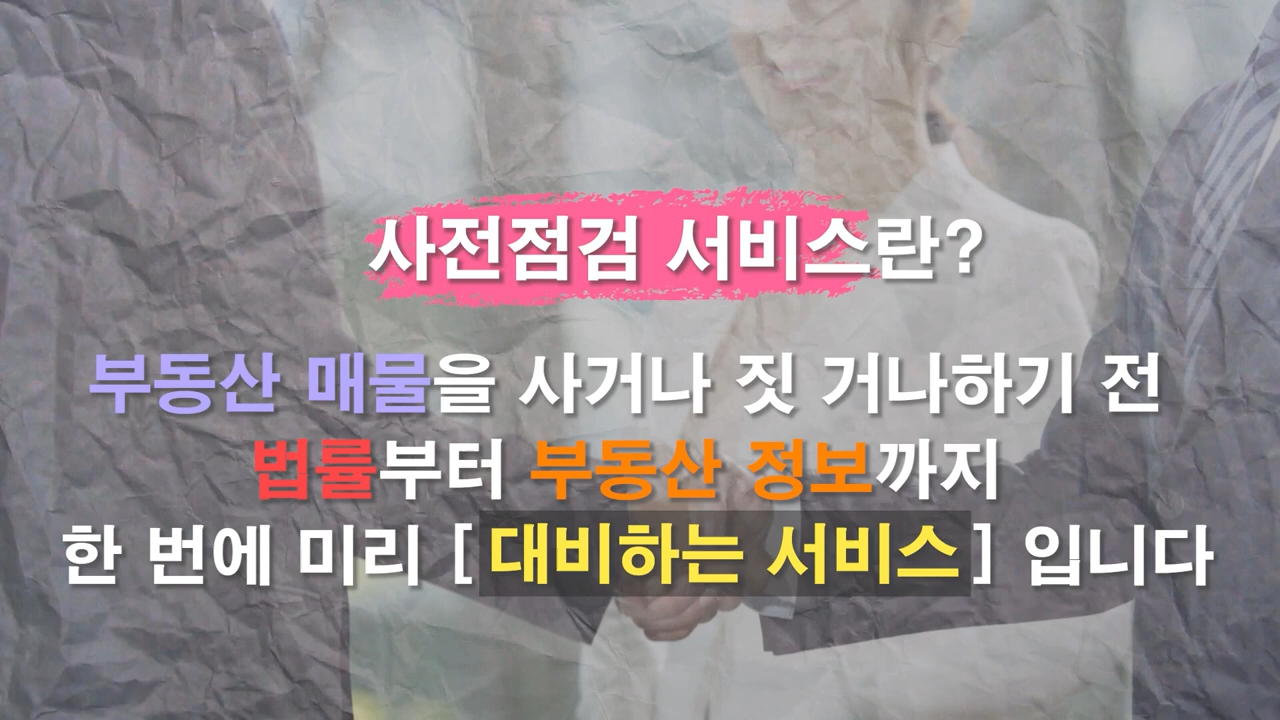 사전점검 서비스란?
부동산 매물을 사거나 짓 거나하기 전
법률부터 부동산 정보까지
한 번에 미리 [대비하는 서비스] 입니다